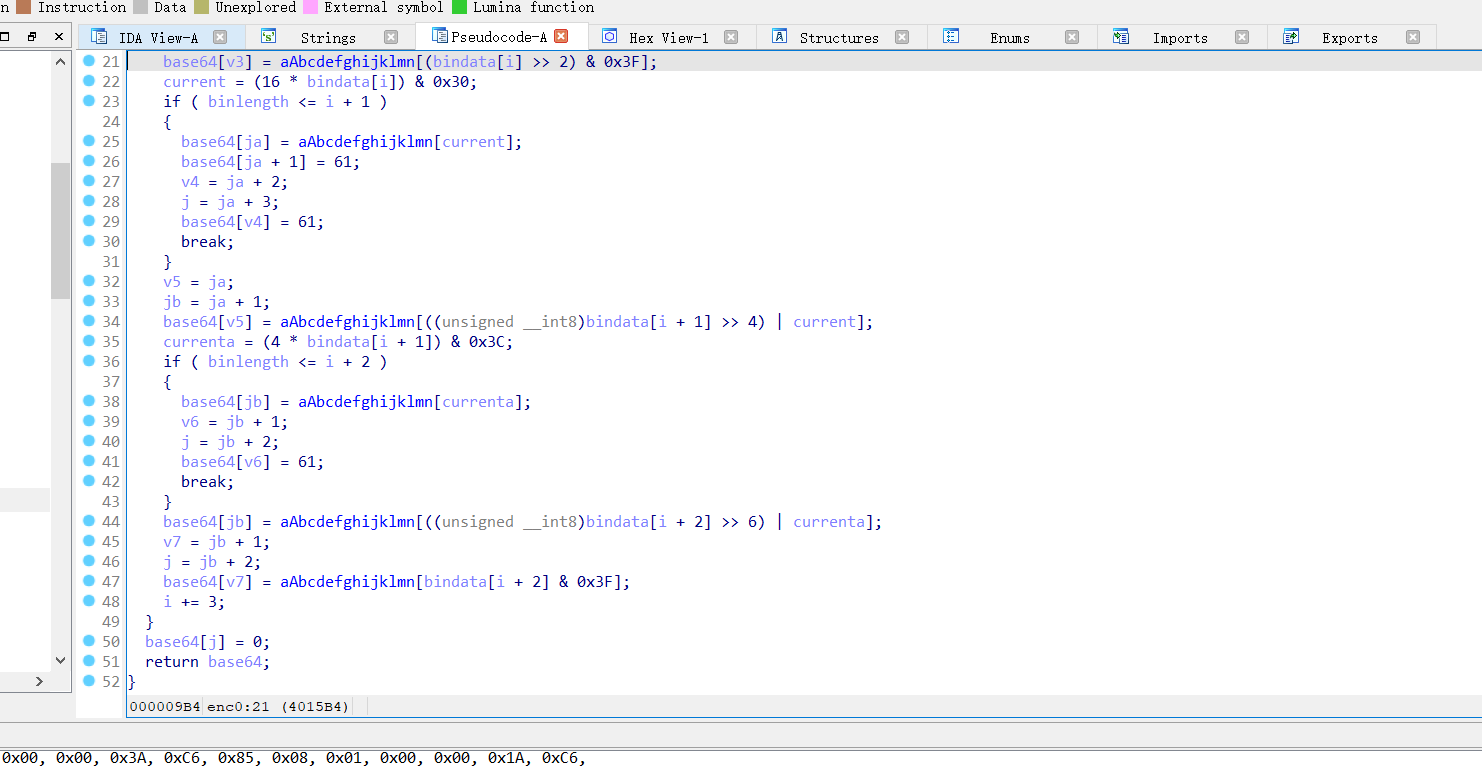 n Instruction Data Unexplored External symbol Lumina function
IDA View-A Strings Pseudocode-A Hex View-1 Structures Enums Imports Exports
21 base64[v3] = aAbcdefghijklmn[(bindata[i] >> 2) & 0x3F];
22 current = (16 * bindata[i]) & 0x30;
23 if ( binlength <= i + 1 )
24 {
25 base64[ja] = aAbcdefghijklmn[current];
26 base64[ja + 1] = 61;
27 v4 = ja + 2;
28 j = ja + 3;
29 base64[v4] = 61;
30 break;
31 }
32 v5 = ja;
33 jb = ja + 1;
34 base64[v5] = aAbcdefghijklmn[((unsigned __int8)bindata[i + 1] >> 4) | current];
35 currenta = (4 * bindata[i + 1]) & 0x3C;
36 if ( binlength <= i + 2 )
37 {
38 base64[jb] = aAbcdefghijklmn[currenta];
39 v6 = jb + 1;
40 j = jb + 2;
41 base64[v6] = 61;
42 break;
43 }
44 base64[jb] = aAbcdefghijklmn[((unsigned __int8)bindata[i + 2] >> 6) | currenta];
45 v7 = jb + 1;
46 j = jb + 2;
47 base64[v7] = aAbcdefghijklmn[bindata[i + 2] & 0x3F];
48 i += 3;
49 }
50 base64[j] = 0;
51 return base64;
52 }
000009B4 enc0:21 (4015B4)
0x00, 0x00, 0x3A, 0xC6, 0x85, 0x08, 0x01, 0x00, 0x00, 0x1A, 0xC6,